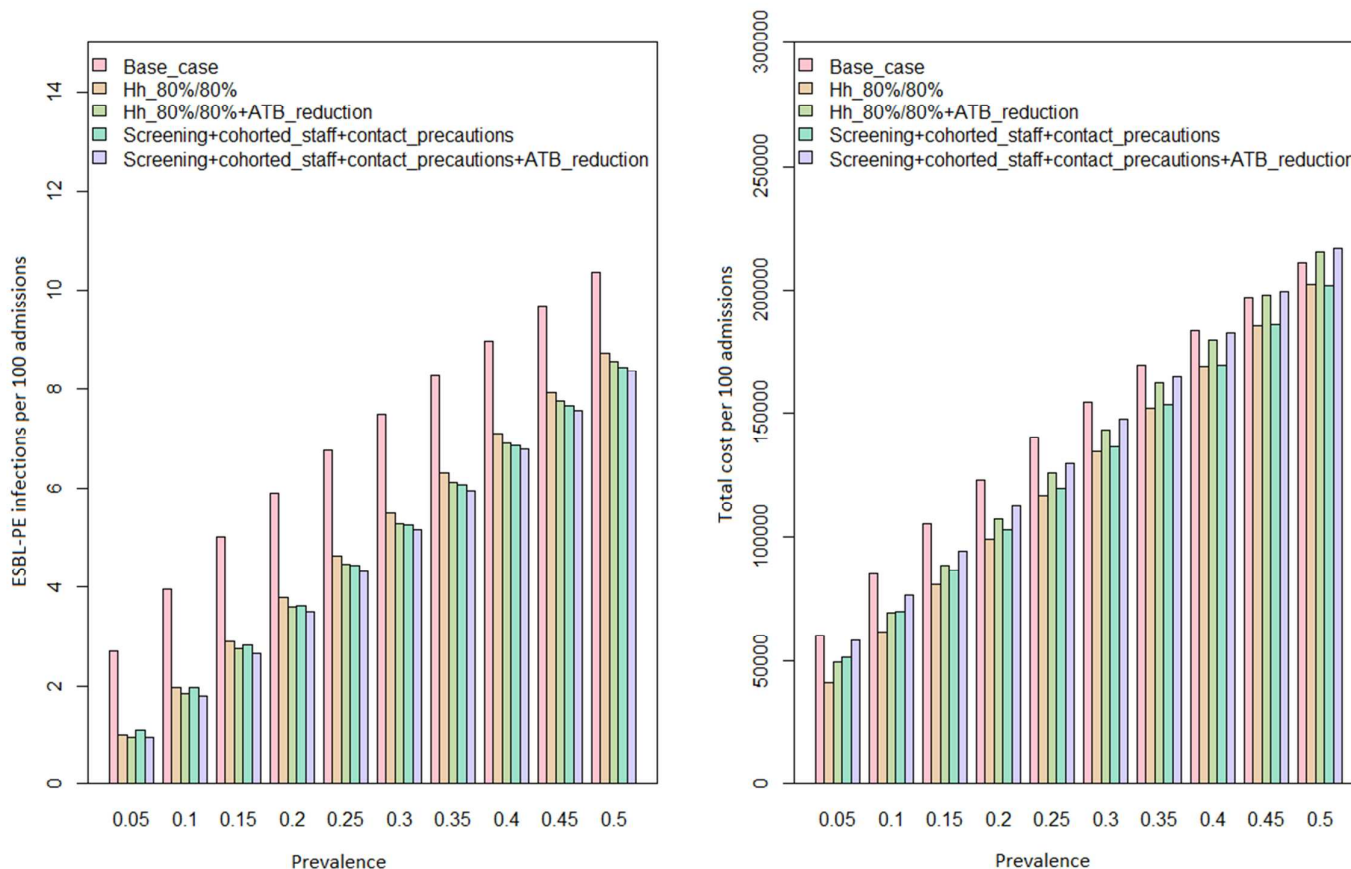 ESBL-PE infections per 100 admissions
14
12
10
8
6
4
2
0
Base_case
Hh_80%/80%
Hh_80%/80%+ATB_reduction
Screening+cohorted_staff+contact_precautions
Screening+cohorted_staff+contact_precautions+ATB_reduction
0.05 0.1 0.15 0.2 0.25 0.3 0.35 0.4 0.45 0.5
Prevalence
Total cost per 100 admissions
300000
250000
200000
150000
100000
50000
0
Base_case
Hh_80%/80%
Hh_80%/80%+ATB_reduction
Screening+cohorted_staff+contact_precautions
Screening+cohorted_staff+contact_precautions+ATB_reduction
0.05 0.1 0.15 0.2 0.25 0.3 0.35 0.4 0.45 0.5
Prevalence